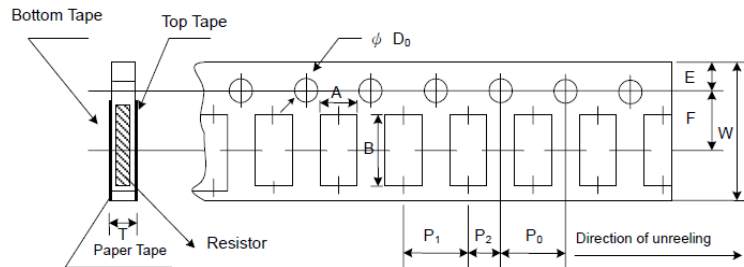 Bottom Tape
Top Tape
ϕ D₀
E
A
F
W
B
T
P₁
P₂
P₀
Direction of unreeling
Resistor
Paper Tape